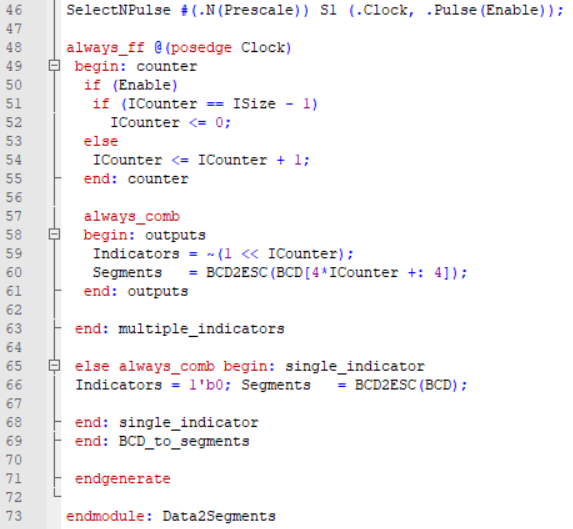 46 SelectNPulse #(.N(Prescale)) S1 (.Clock, .Pulse(Enable));
47
48 always_ff @(posedge Clock)
49 begin: counter
50 if (Enable)
51 if (ICounter == ISize - 1)
52 ICounter <= 0;
53 else
54 ICounter <= ICounter + 1;
55 end: counter
56
57 always_comb
58 begin: outputs
59 Indicators = ~(1 << ICounter);
60 Segments   = BCD2ESC(BCD[4*ICounter +: 4]);
61 end: outputs
62
63 end: multiple_indicators
64
65 else always_comb begin: single_indicator
66 Indicators = 1'b0; Segments   = BCD2ESC(BCD);
67
68 end: single_indicator
69 end: BCD_to_segments
70
71 endgenerate
72
73 endmodule: Data2Segments